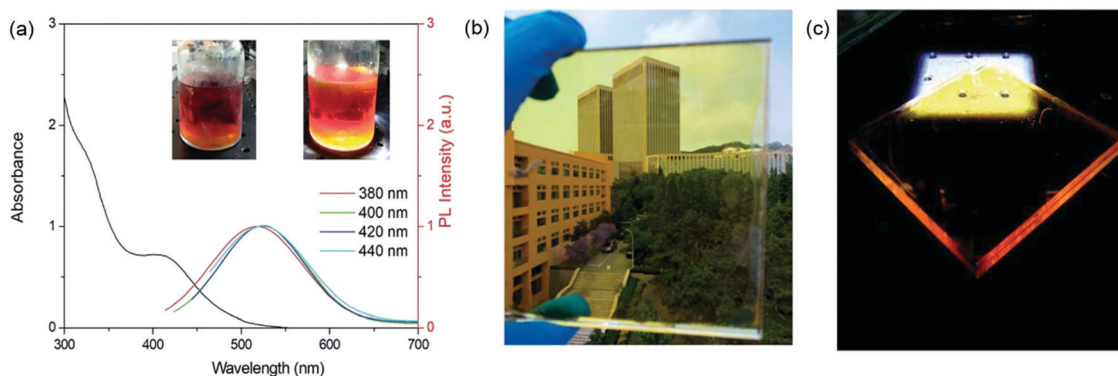 (a)
3
2
1
0
Absorbance
300
400
500
600
700
Wavelength (nm)
3
2
1
0
PL Intensity (a.u.)
380 nm
400 nm
420 nm
440 nm
(b)
(c)